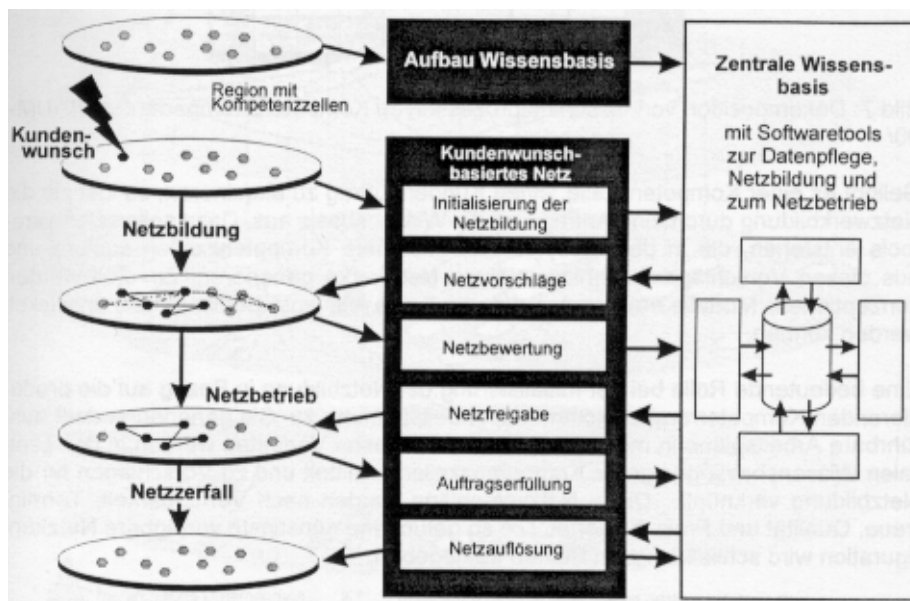 Aufbau Wissensbasis
Zentrale Wissens-
basis
mit Softwaretools
zur Datenpflege,
Netzbildung und
zum Netzbetrieb
Region mit
Kompetenzzellen
Kunden-
wunsch
Kundenwunsch-
basiertes Netz
Initialisierung der
Netzbildung
Netzbildung
Netzvorschläge
Netzbewertung
Netzbetrieb
Netzfreigabe
Netzzerfall
Auftragserfüllung
Netzauflösung